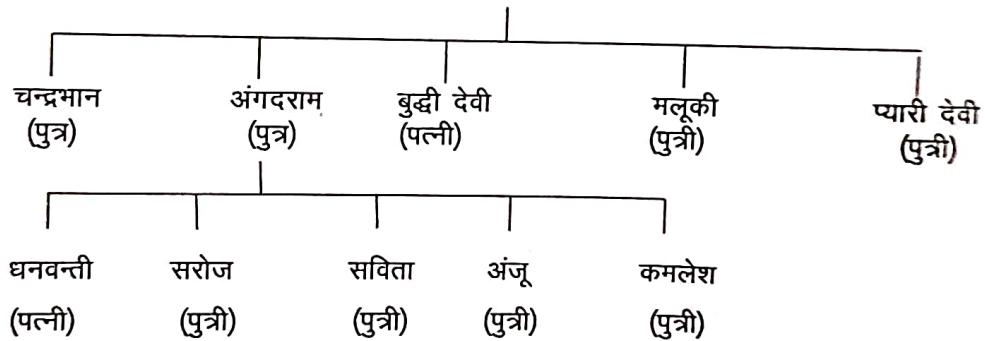 चन्द्रभान अंगदराम बुद्धी देवी मलूकी प्यारी देवी
(पुत्र) (पुत्र) (पत्नी) (पुत्री) (पुत्री)
धनवन्ती सरोज सविता अंजू कमलेश
(पत्नी) (पुत्री) (पुत्री) (पुत्री) (पुत्री)